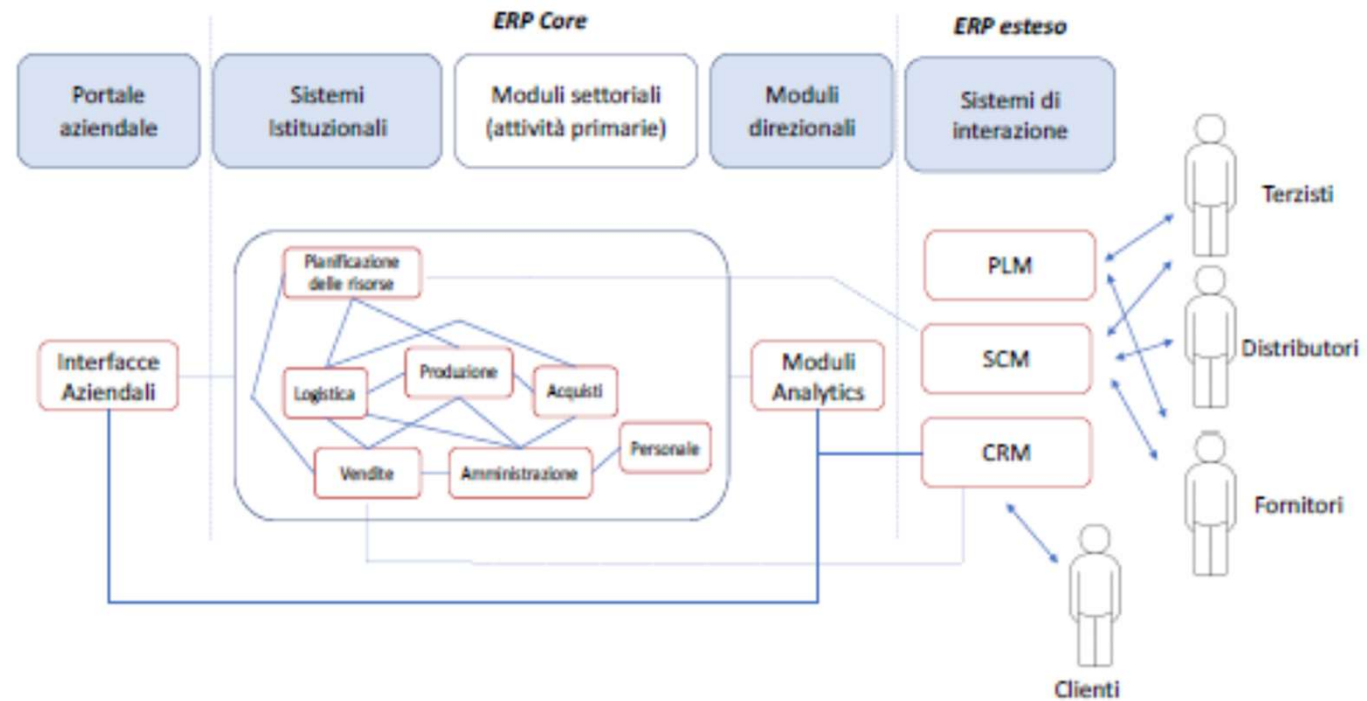 ERP Core
ERP esteso
Portale
aziendale
Sistemi
Istituzionali
Moduli settoriali
(attività primarie)
Moduli
direzionali
Sistemi di
interazione
Terzisti
Planificazione
delle risorse
PLM
Interfacce
Aziendali
Logistica
Produzione
Acquisti
Moduli
Analytics
SCM
Distributori
Vendite
Amministrazione
Personale
CRM
Fornitori
Clienti